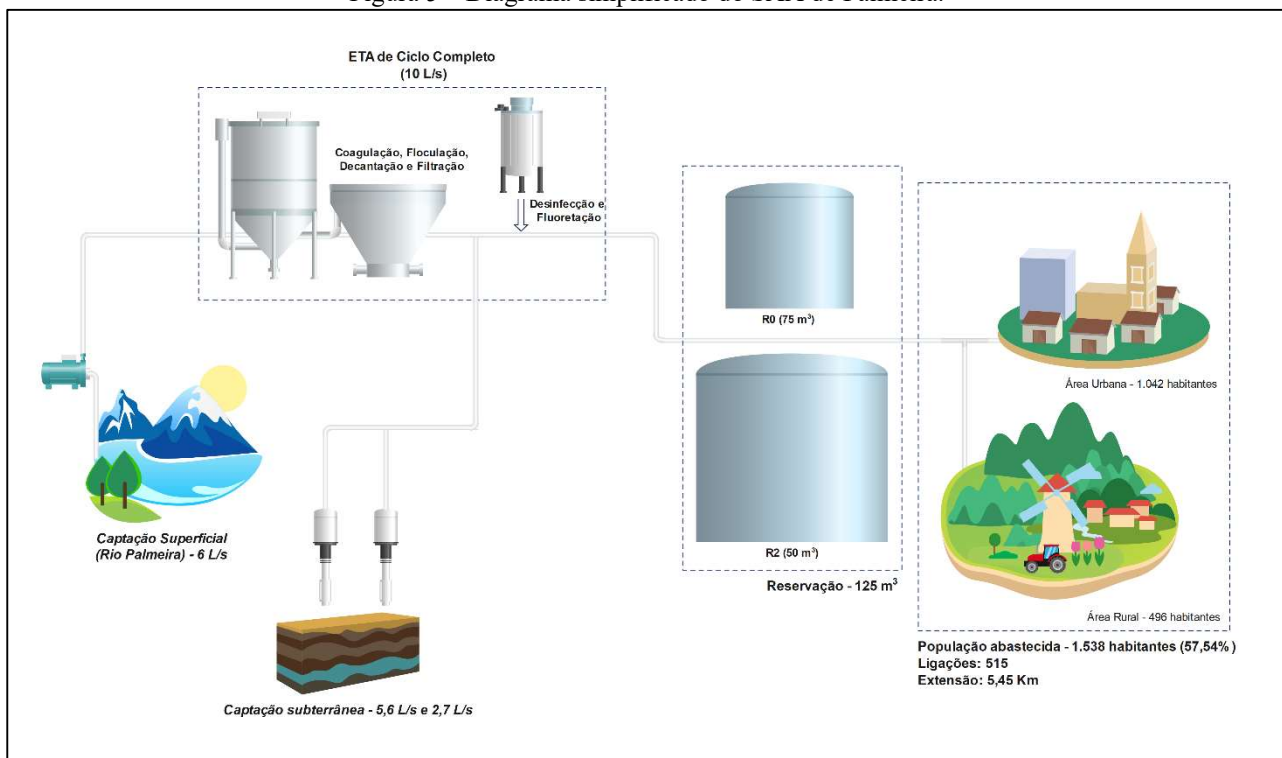 ETA de Ciclo Completo
(10 L/s)
Coagulação, Floculação,
Decantação e Filtração
Desinfecção e
Fluoretação
R0 (75 m³)
Área Urbana - 1.042 habitantes
Captação Superficial
(Rio Palmeira) - 6 L/s
R2 (50 m³)
Reservação - 125 m³
Área Rural - 496 habitantes
População abastecida - 1.538 habitantes (57,54%)
Ligações: 515
Extensão: 5,45 Km
Captação subterrânea - 5,6 L/s e 2,7 L/s